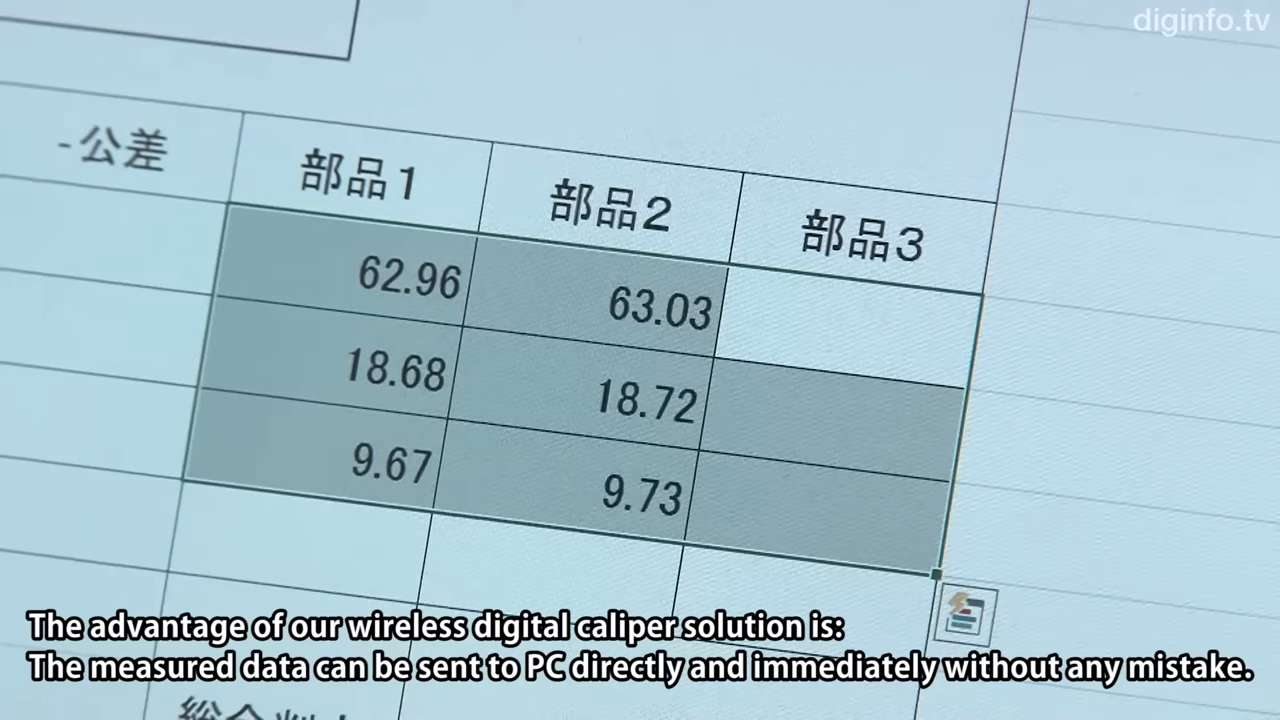 diginfo.tv
-公差 部品1 部品2 部品3
62.96 63.03
18.68 18.72
9.67 9.73
The advantage of our wireless digital caliper solution is:
The measured data can be sent to PC directly and immediately without any mistake.